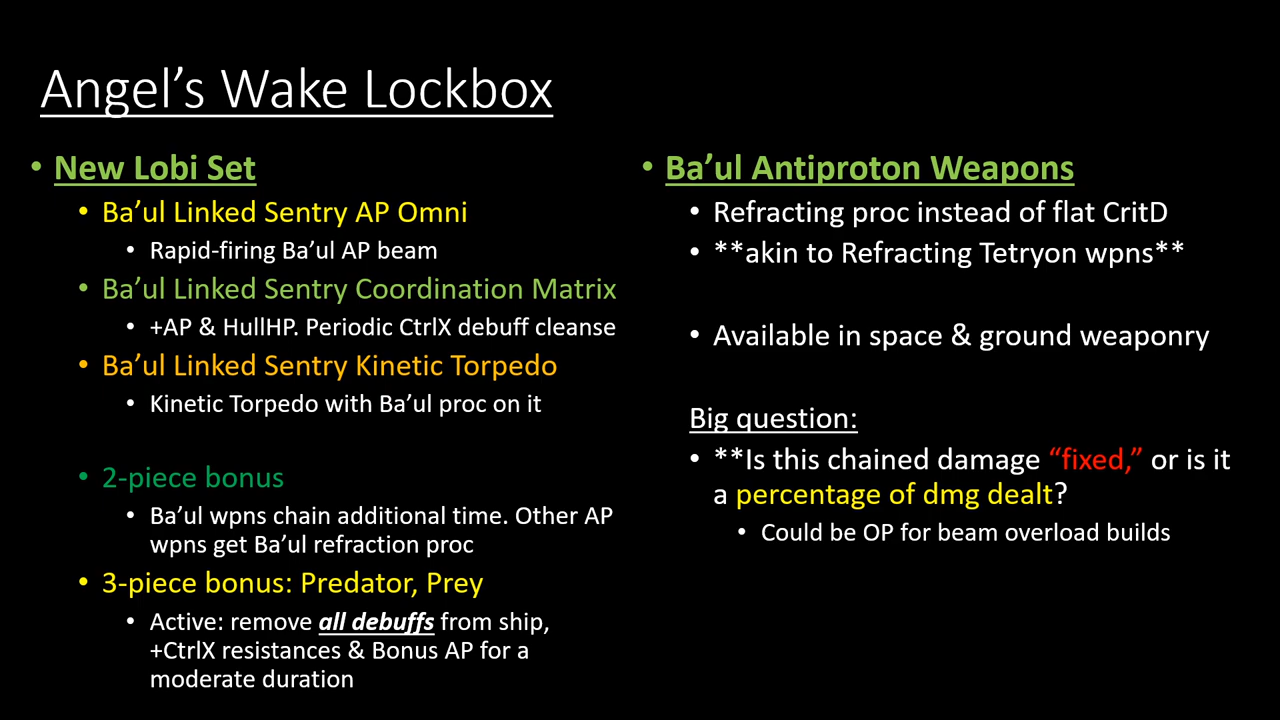 Angel's Wake Lockbox
• New Lobi Set
• Ba'ul Linked Sentry AP Omni
• Rapid-firing Ba'ul AP beam
• Ba'ul Linked Sentry Coordination Matrix
• +AP & HullHP. Periodic CtrlX debuff cleanse
• Ba'ul Linked Sentry Kinetic Torpedo
• Kinetic Torpedo with Ba'ul proc on it
• 2-piece bonus
• Ba'ul wpns chain additional time. Other AP
wpns get Ba'ul refraction proc
• 3-piece bonus: Predator, Prey
• Active: remove all debuffs from ship,
+CtrlX resistances & Bonus AP for a
moderate duration
• Ba'ul Antiproton Weapons
• Refracting proc instead of flat CritD
• **akin to Refracting Tetryon wpns**
• Available in space & ground weaponry
Big question:
• **Is this chained damage “fixed,” or is it
a percentage of dmg dealt?
• Could be OP for beam overload builds